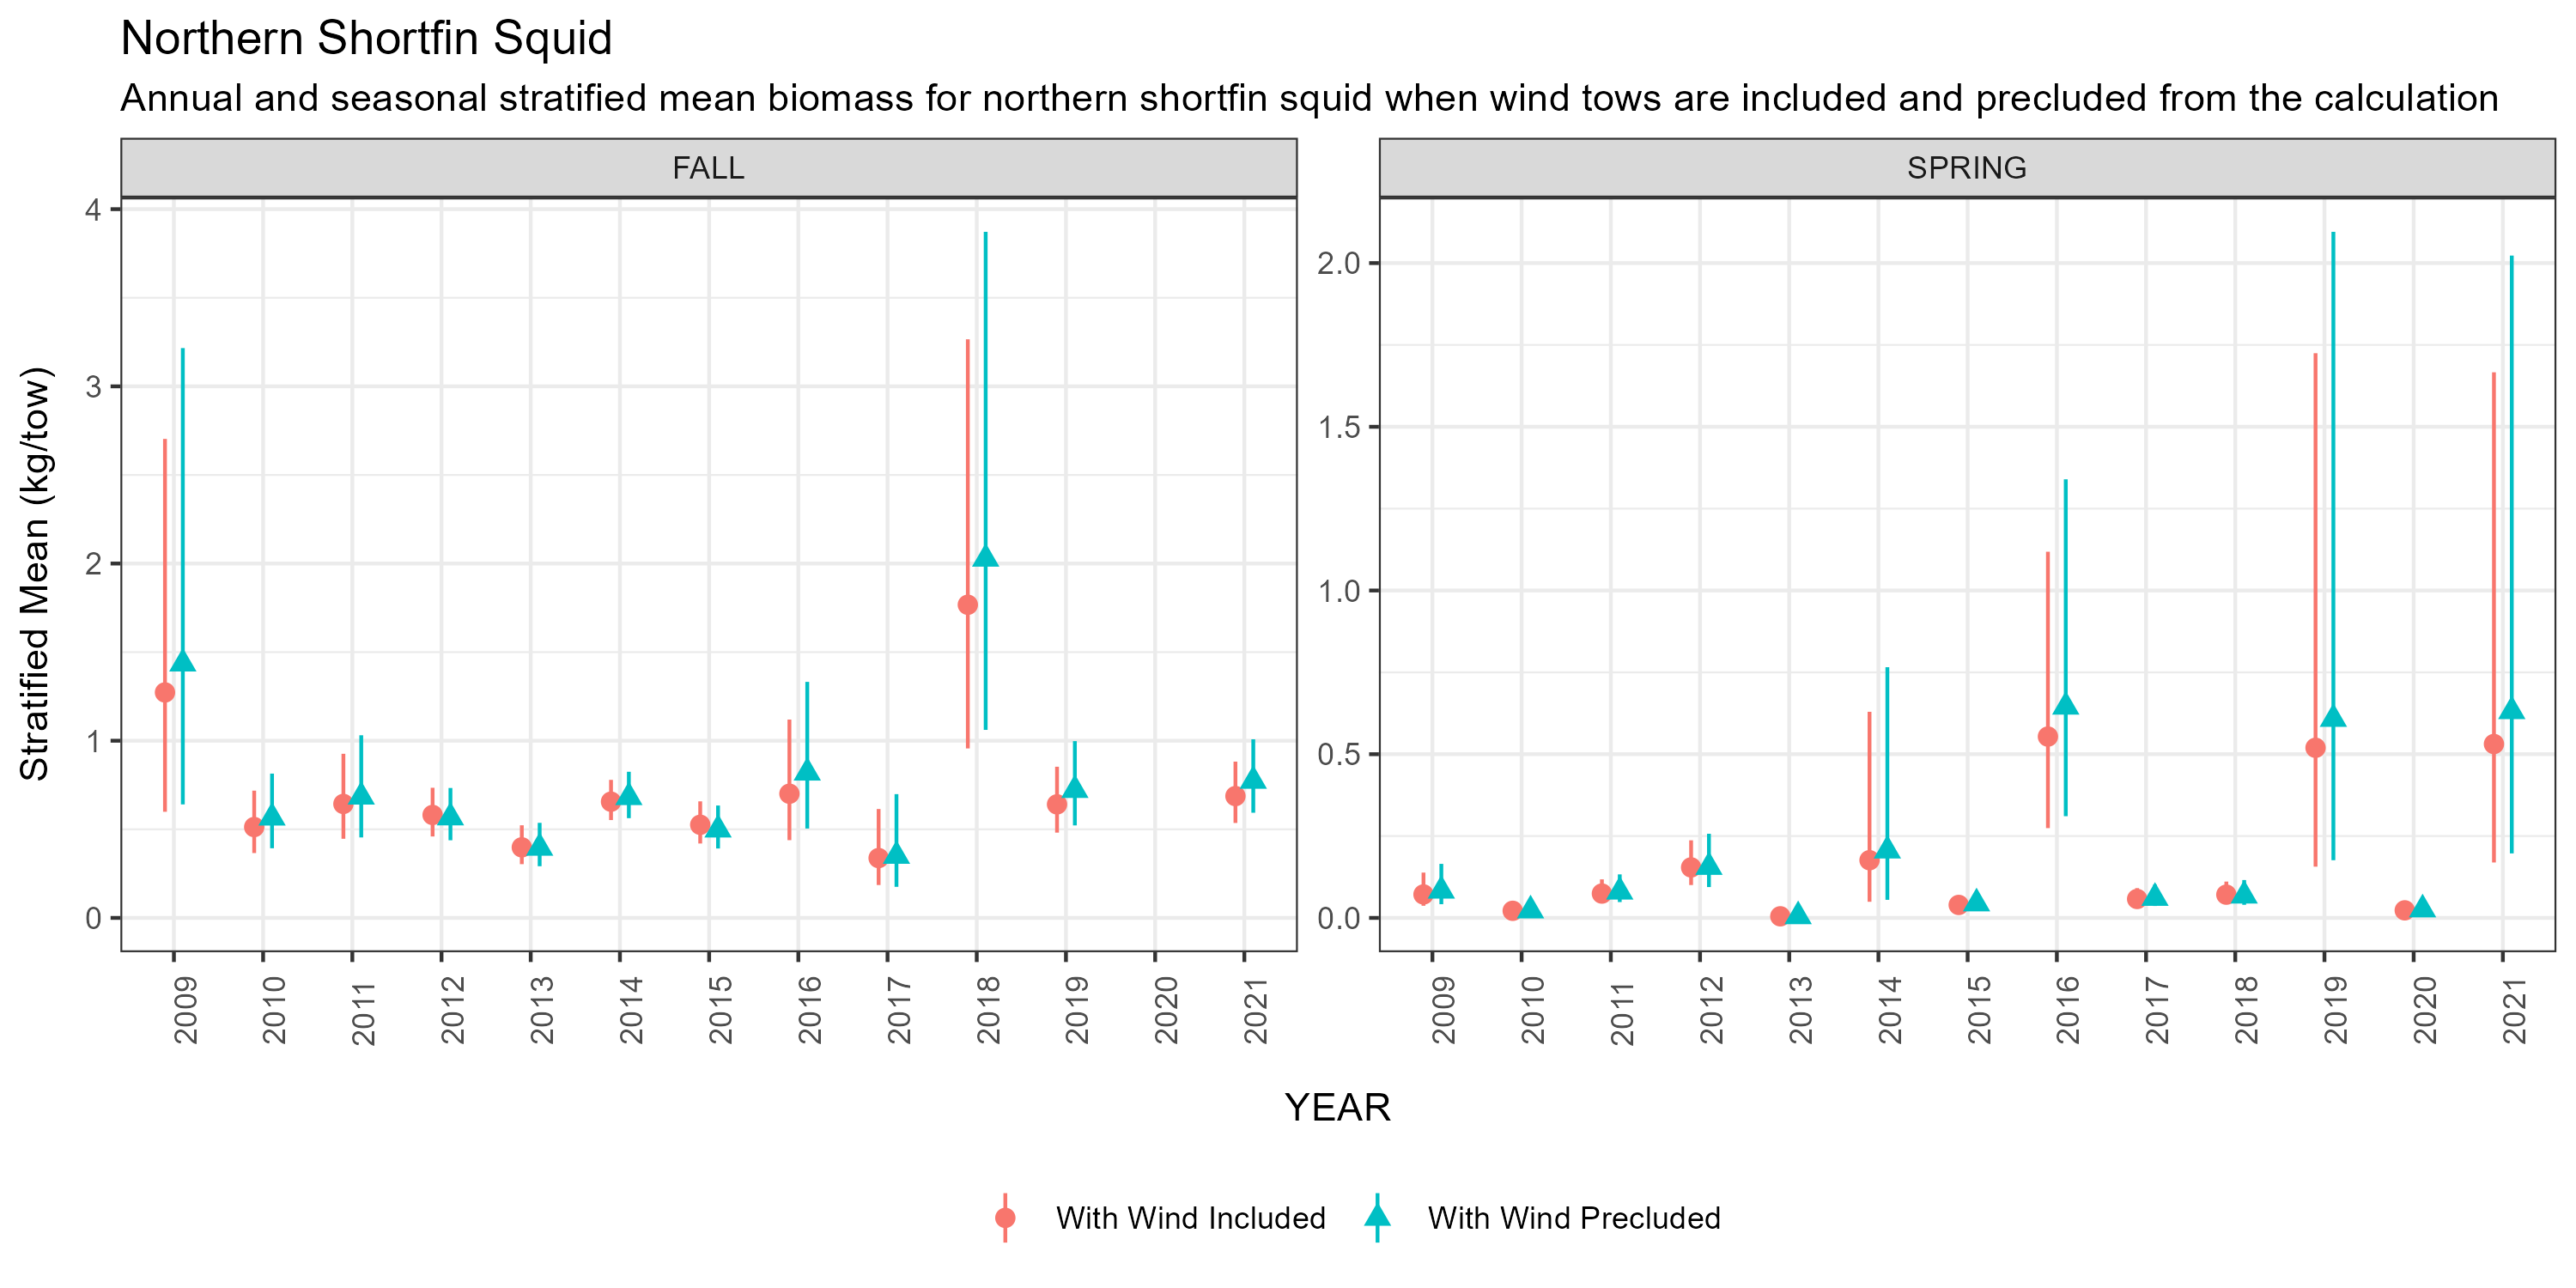 Northern Shortfin Squid
Annual and seasonal stratified mean biomass for northern shortfin squid when wind tows are included and precluded from the calculation
FALL
SPRING
Stratified Mean (kg/tow)
4
3
2
1
0
2.0
1.5
1.0
0.5
0.0
2009 2010 2011 2012 2013 2014 2015 2016 2017 2018 2019 2020 2021
2009 2010 2011 2012 2013 2014 2015 2016 2017 2018 2019 2020 2021
YEAR
With Wind Included
With Wind Precluded